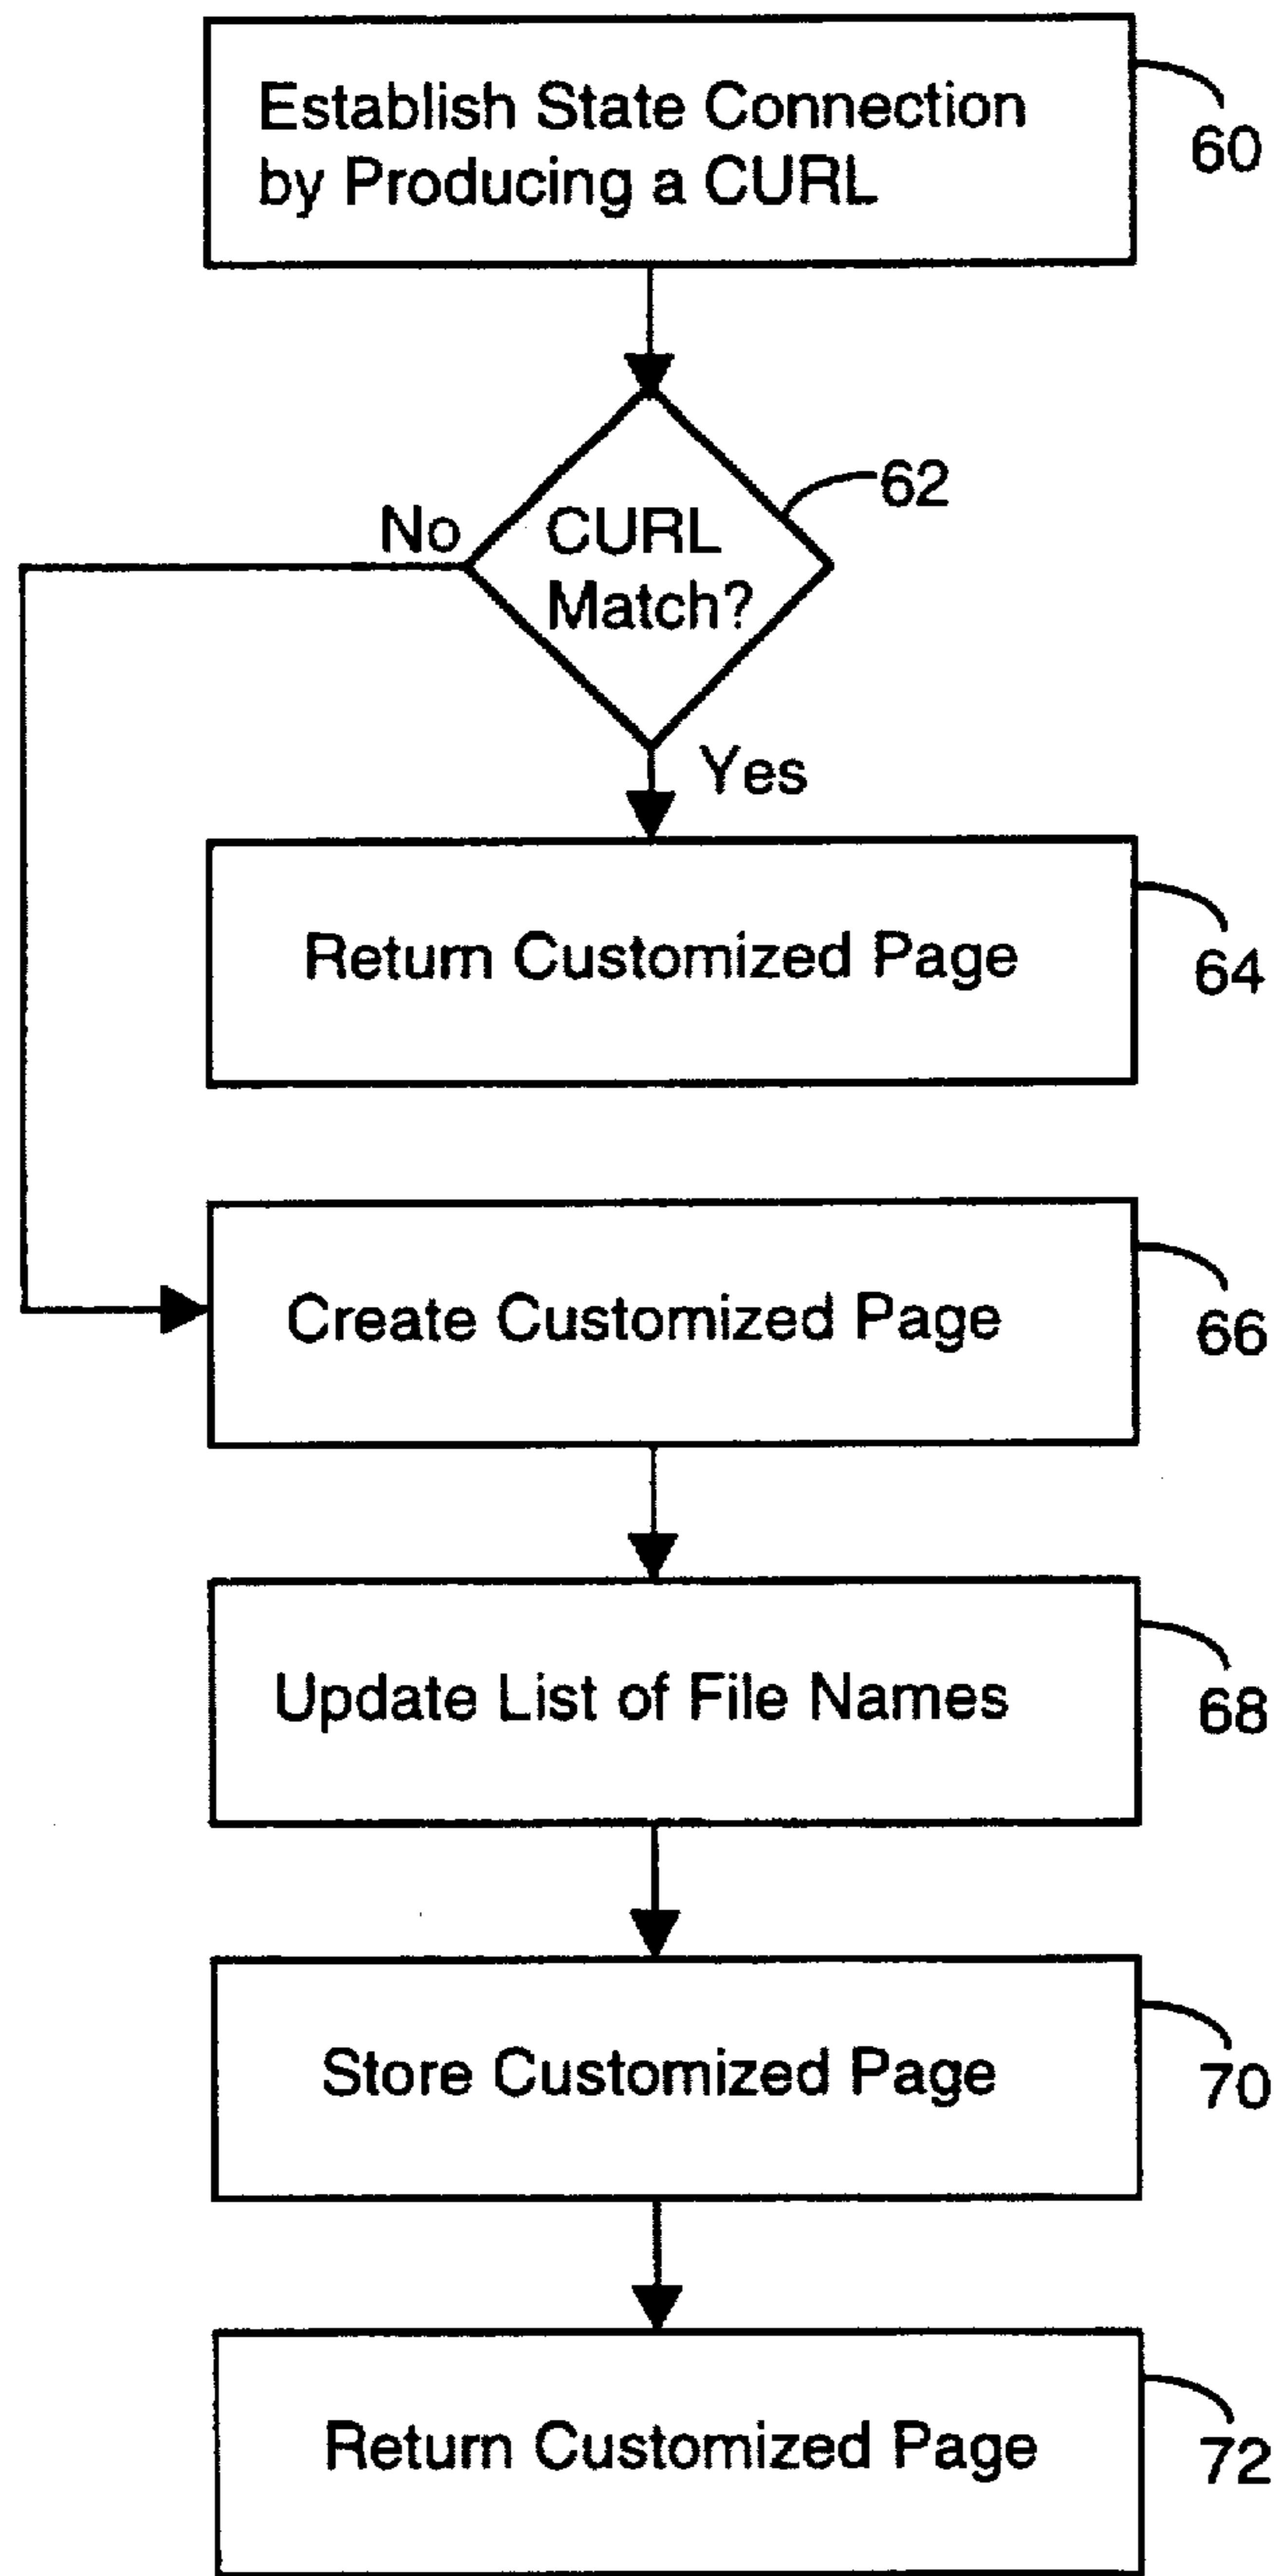 Establish State Connection
by Producing a CURL
60
62
No
CURL
Match?
Yes
Return Customized Page
64
Create Customized Page
66
Update List of File Names
68
Store Customized Page
70
Return Customized Page
72